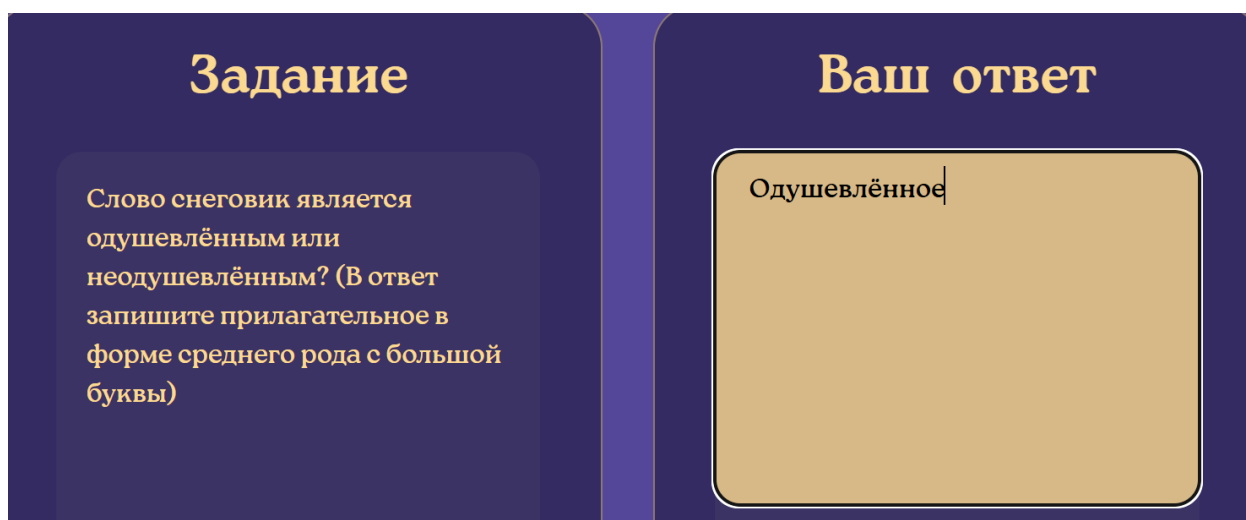 Задание
Ваш ответ
Слово снеговик является
одушевлённым или
неодушевлённым? (В ответ
запишите прилагательное в
форме среднего рода с большой
буквы)
Одушевлённое